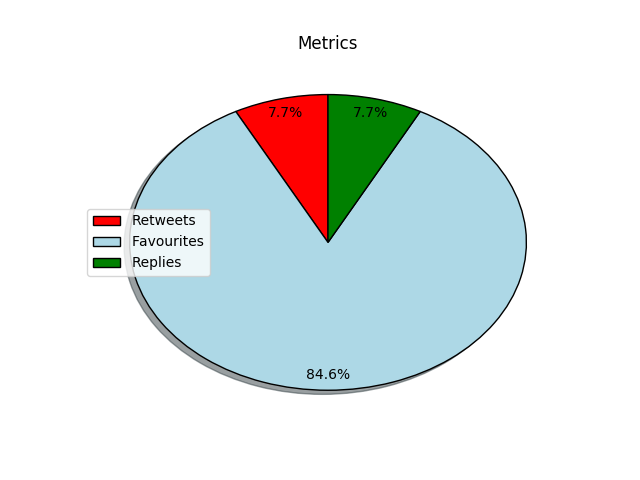 Metrics
7.7% 7.7%
Retweets
Favourites
Replies
84.6%